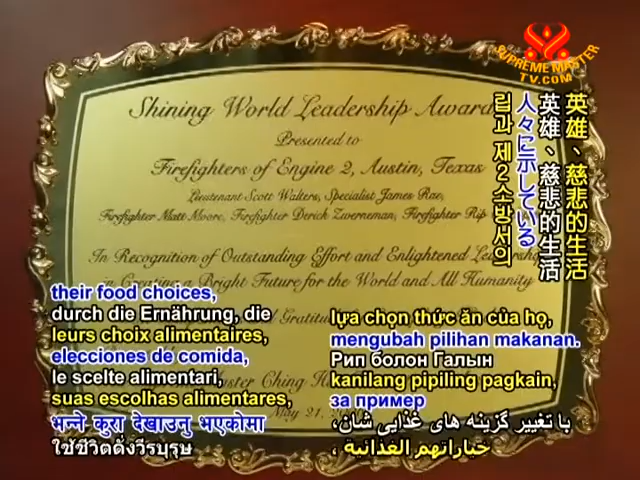 SUPREME MASTER
TV.COM
Shining World Leadership Award
Presented to
Firefighters of Engine 2, Austin, Texas
Lieutenant Scott Walters, Specialist James Rae,
Firefighter Matt Moore, Firefighter Derick Zwerneman, Firefighter Rip
In Recognition of Outstanding Effort and Enlightened
in Creating a Bright Future for the World and All Humanity
Ching
May 21,
英雄、慈悲的生活
英雄、慈悲的生活
人々に示している
립과 제2소방서의
their food choices,
durch die Ernährung, die
leurs choix alimentaires,
elecciones de comida,
le scelte alimentari,
suas escolhas alimentares,
भन्ने कुरा देखाउनु भएकोमा
ใช้ชีวิตดั่งวีรบุรุษ
lựa chọn thức ăn của họ,
mengubah pilihan makanan.
Рип болон Галын
kanilang pipiling pagkain,
за пример
با تغییر گزینه های غذایی شان،
خياراتهم الغذائية ،